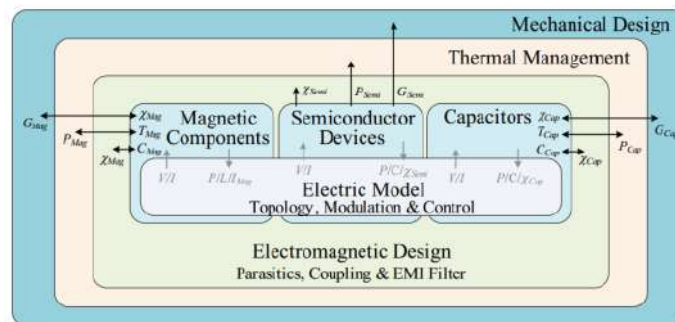 Mechanical Design
Thermal Management
χSemi
PSemi
GSemi
GMag
PMag
χMag
χMag
TMag
CMag
Magnetic
Components
Semiconductor
Devices
Capacitors
χCap
TCap
CCap
GCap
PCap
χCap
V/I
P/L/IMag
V/I
P/C/χSemi
V/I
P/C/χCap
Electric Model
Topology, Modulation & Control
Electromagnetic Design
Parasitics, Coupling & EMI Filter